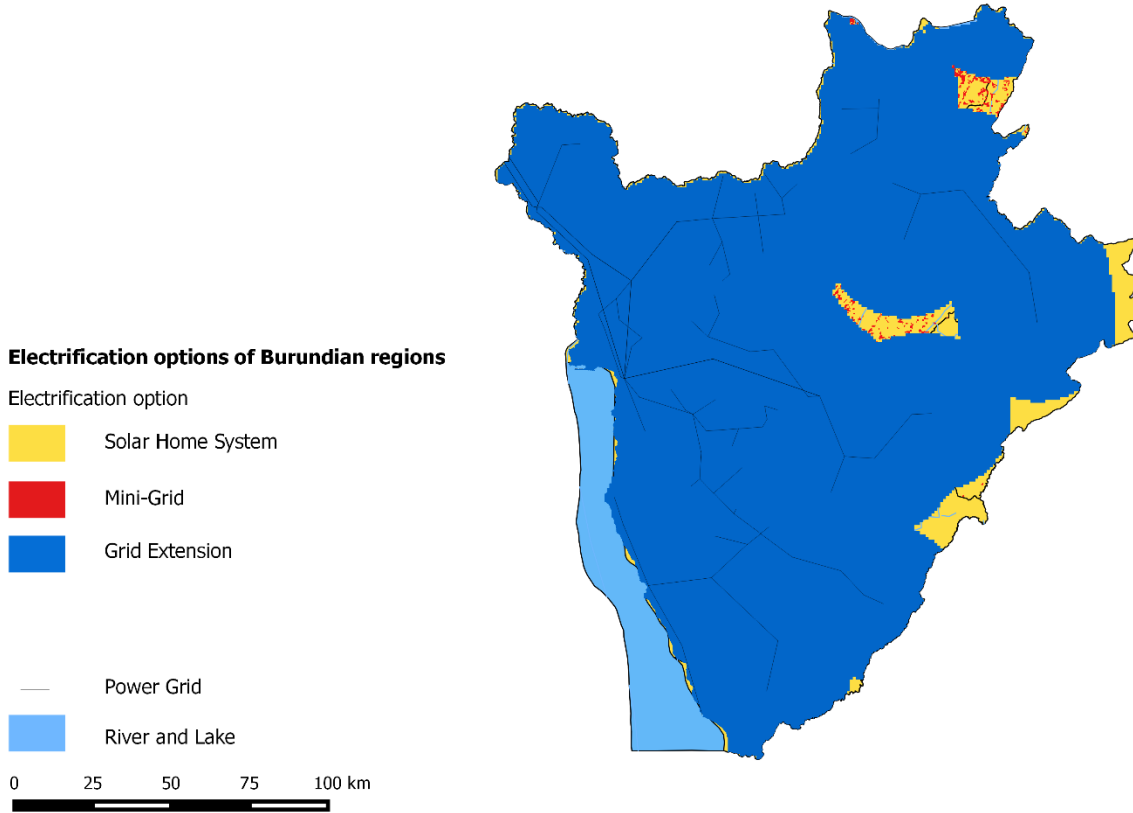 Electrification options of Burundian regions
Electrification option
Solar Home System
Mini-Grid
Grid Extension
Power Grid
River and Lake
0 25 50 75 100 km